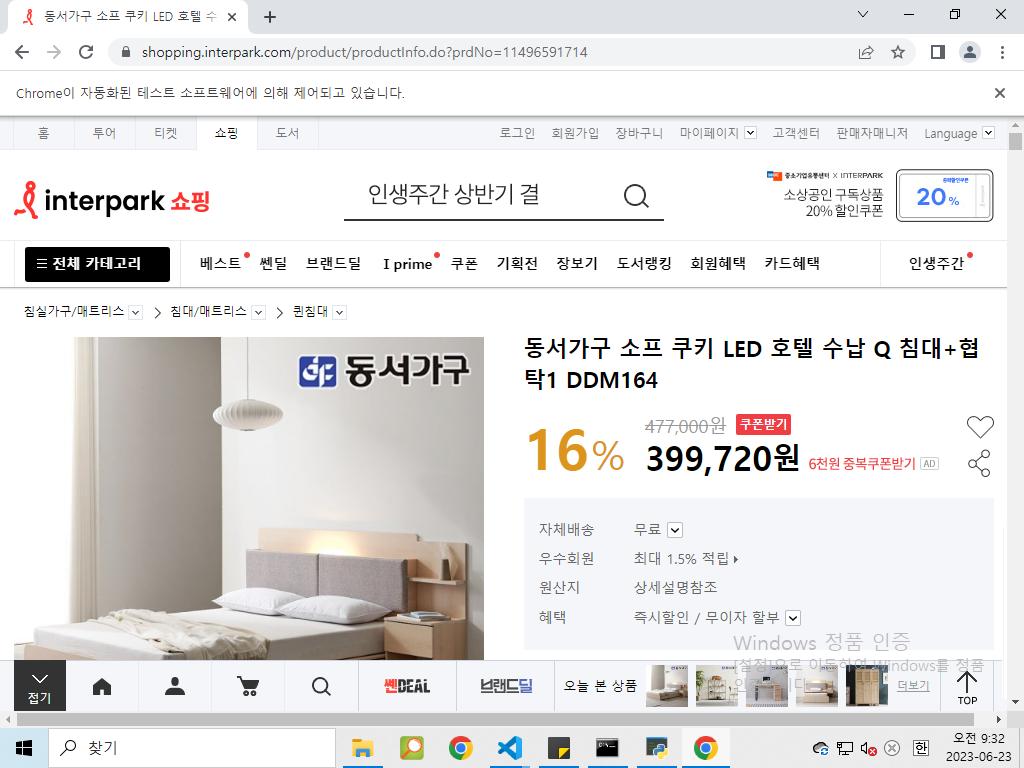 동서가구 소프 쿠키 LED 호텔 수
shopping.interpark.com/product/productInfo.do?prdNo=11496591714
Chrome이 자동화된 테스트 소프트웨어에 의해 제어되고 있습니다.
홈 투어 티켓 쇼핑 도서 로그인 회원가입 장바구니 마이페이지 고객센터 판매자매니저 Language
interpark 쇼핑
인생주간 상반기 결
중소기업유통센터 X INTERPARK
소상공인 구독상품
20% 할인쿠폰
중복할인쿠폰
20%
전체 카테고리 베스트 쎈딜 브랜드딜 I prime 쿠폰 기획전 장보기 도서랭킹 회원혜택 카드혜택 인생주간
침실가구/매트리스 침대/매트리스 퀸침대
동서가구
동서가구 소프 쿠키 LED 호텔 수납 Q 침대+협
탁1 DDM164
16%
477,000원 쿠폰받기
399,720원 6천원 중복쿠폰받기 AD
자체배송 무료
우수회원 최대 1.5% 적립
원산지 상세설명참조
혜택 즉시할인 / 무이자 할부
Windows 정품 인증
[설정]으로 이동하여 Windows를 정품
접기
쎈DEAL
브랜드딜
오늘 본 상품
더보기
TOP
찾기
한
오전 9:32
2023-06-23